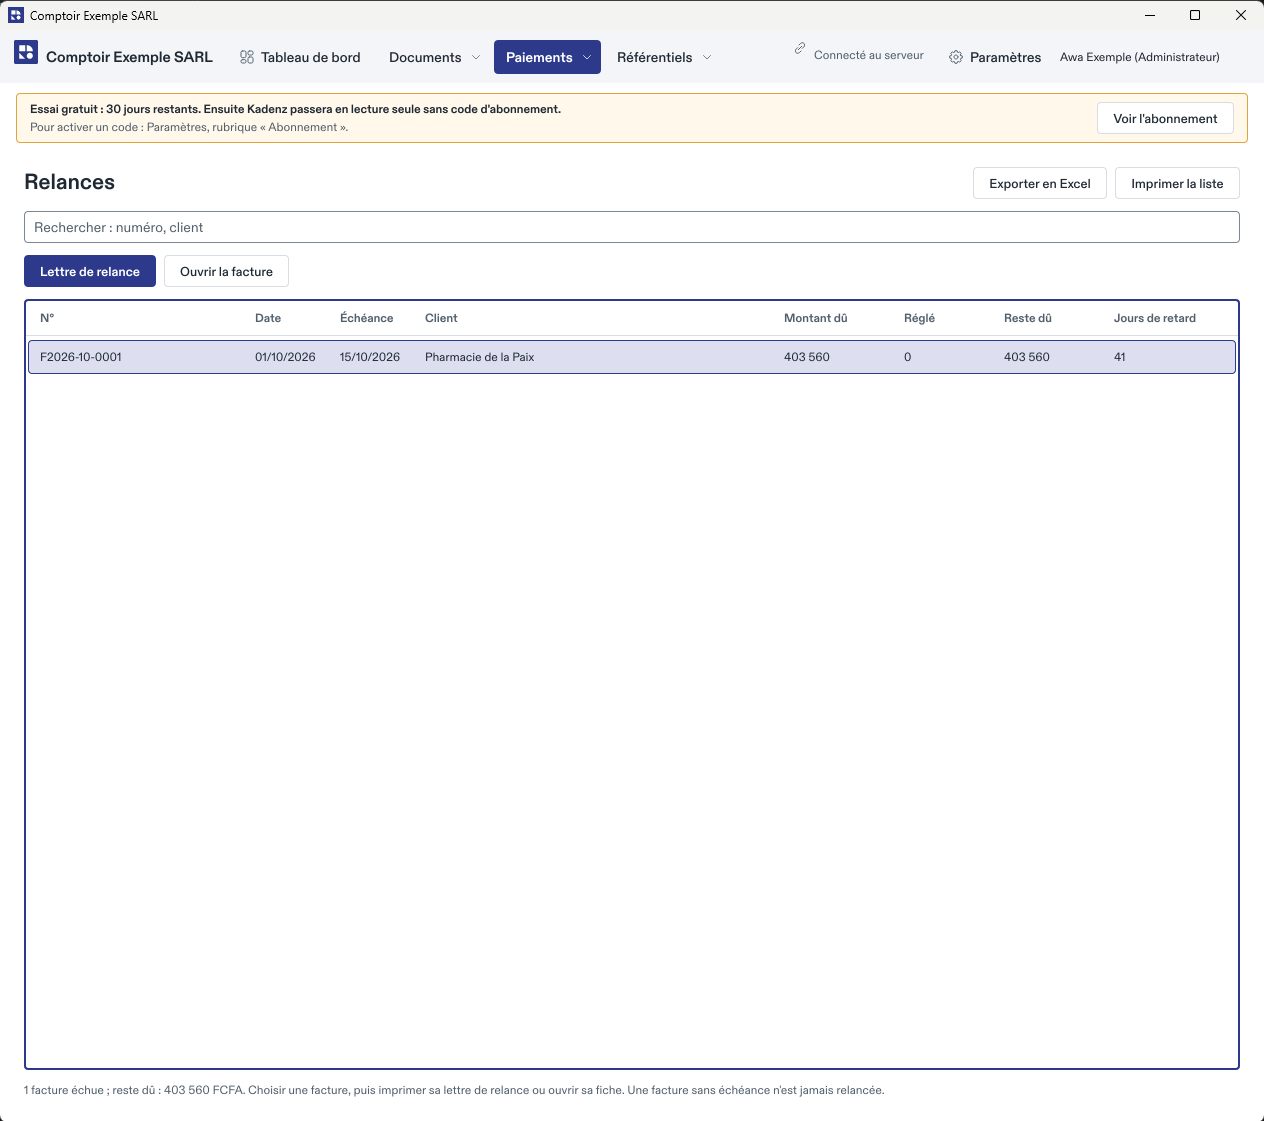 Comptoir Exemple SARL
Comptoir Exemple SARL Tableau de bord Documents Paiements Référentiels Connecté au serveur Paramètres Awa Exemple (Administrateur)
Essai gratuit : 30 jours restants. Ensuite Kadenz passera en lecture seule sans code d'abonnement.
Pour activer un code : Paramètres, rubrique « Abonnement ».
Voir l'abonnement
Relances
Exporter en Excel Imprimer la liste
Rechercher : numéro, client
Lettre de relance Ouvrir la facture
N° Date Échéance Client Montant dû Réglé Reste dû Jours de retard
F2026-10-0001 01/10/2026 15/10/2026 Pharmacie de la Paix 403 560 0 403 560 41
1 facture échue ; reste dû : 403 560 FCFA. Choisir une facture, puis imprimer sa lettre de relance ou ouvrir sa fiche. Une facture sans échéance n'est jamais relancée.